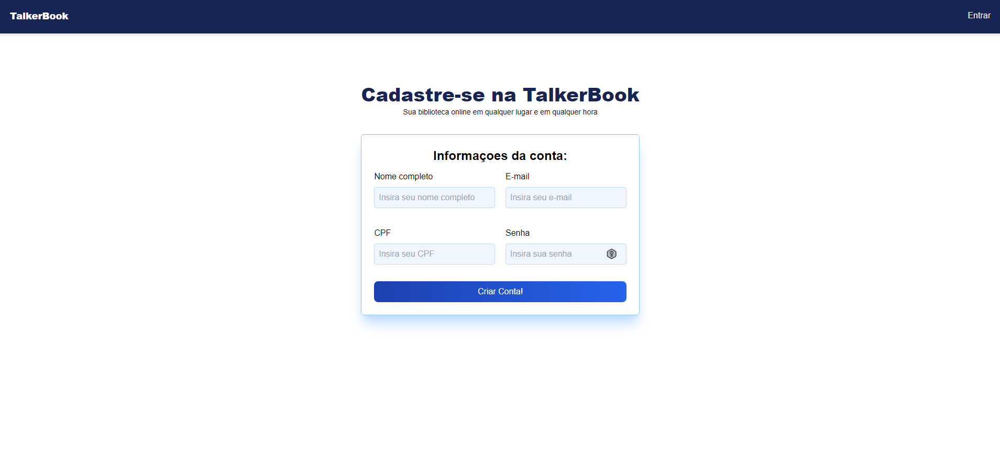 TalkerBook
Entrar
Cadastre-se na TalkerBook
Sua biblioteca online em qualquer lugar e em qualquer hora
Informaçoes da conta:
Nome completo
E-mail
Insira seu nome completo
Insira seu e-mail
CPF
Senha
Insira seu CPF
Insira sua senha
Criar Conta!